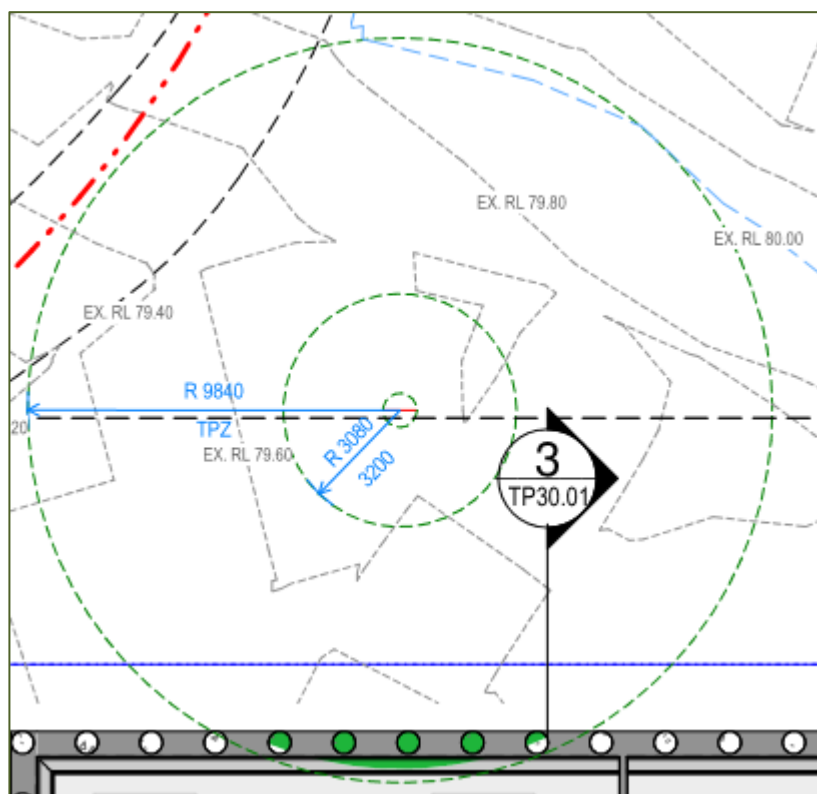 EX. RL 79.80
EX. RL 80.00
EX. RL 79.40
R 9840
TPZ
20
EX. RL 79.60
R 3080
3200
3
TP30.01